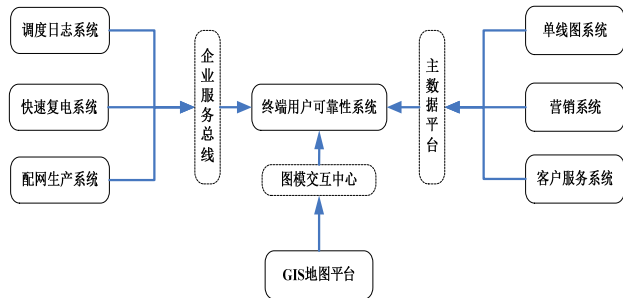 调度日志系统
快速复电系统
配网生产系统
企业服务总线
终端用户可靠性系统
图模交互中心
GIS地图平台
主数据平台
单线图系统
营销系统
客户服务系统